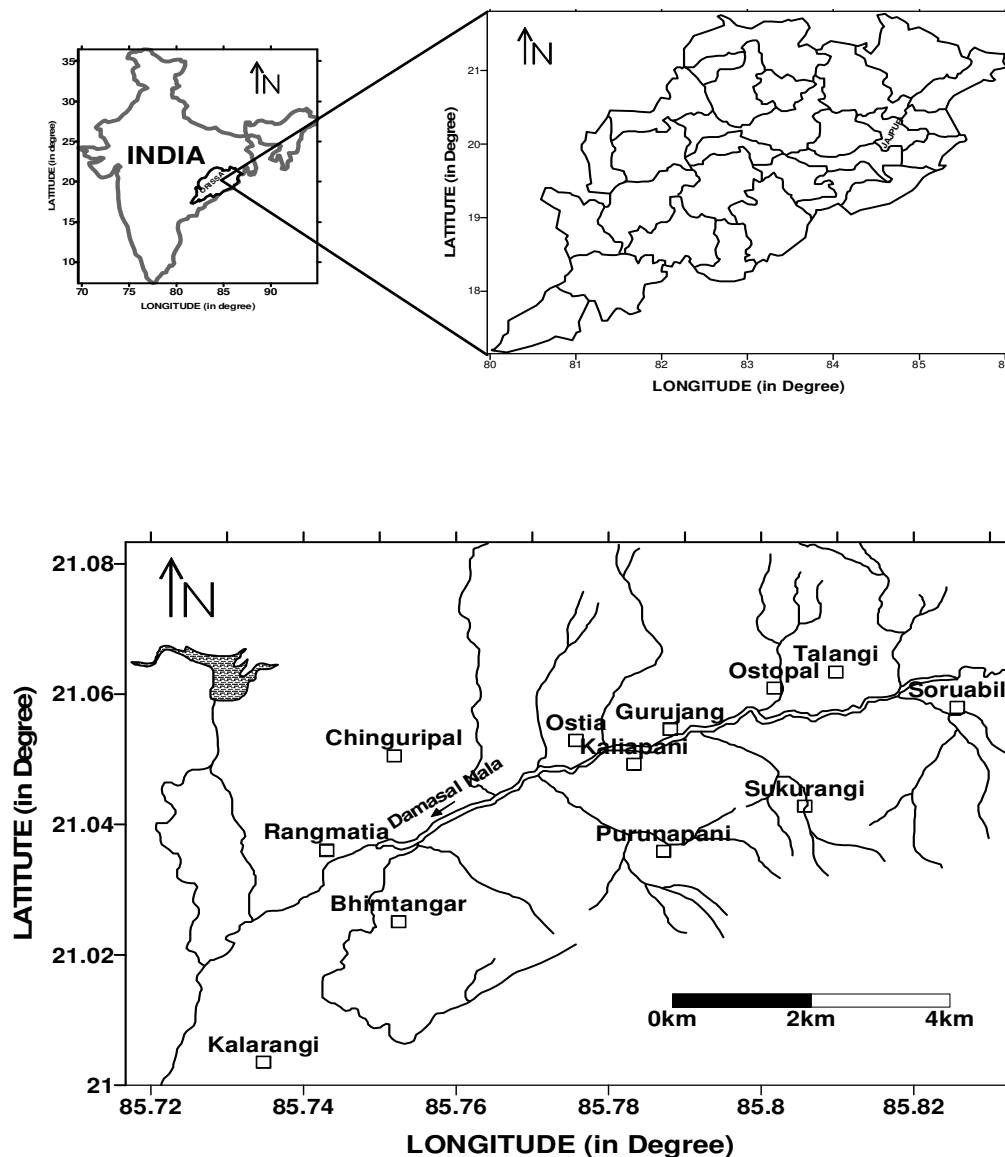 N
35
30
25
20
15
10
LATITUDE (in degree)
INDIA
ORISSA
70 75 80 85 90
LONGITUDE (in degree)
N
21
20
19
18
LATITUTE (in Degree)
JAJPUR
80 81 82 83 84 85 8
LONGITUDE (in Degree)
N
21.08
21.06
21.04
21.02
21
LATITUTE (in Degree)
Talangi
Ostopal
Soruabil
Gurujang
Ostia
Chinguripal
Kaliapani
Damasal Nala
Sukurangi
Rangmatia
Purunapani
Bhimtangar
0km 2km 4km
Kalarangi
85.72 85.74 85.76 85.78 85.8 85.82
LONGITUDE (in Degree)